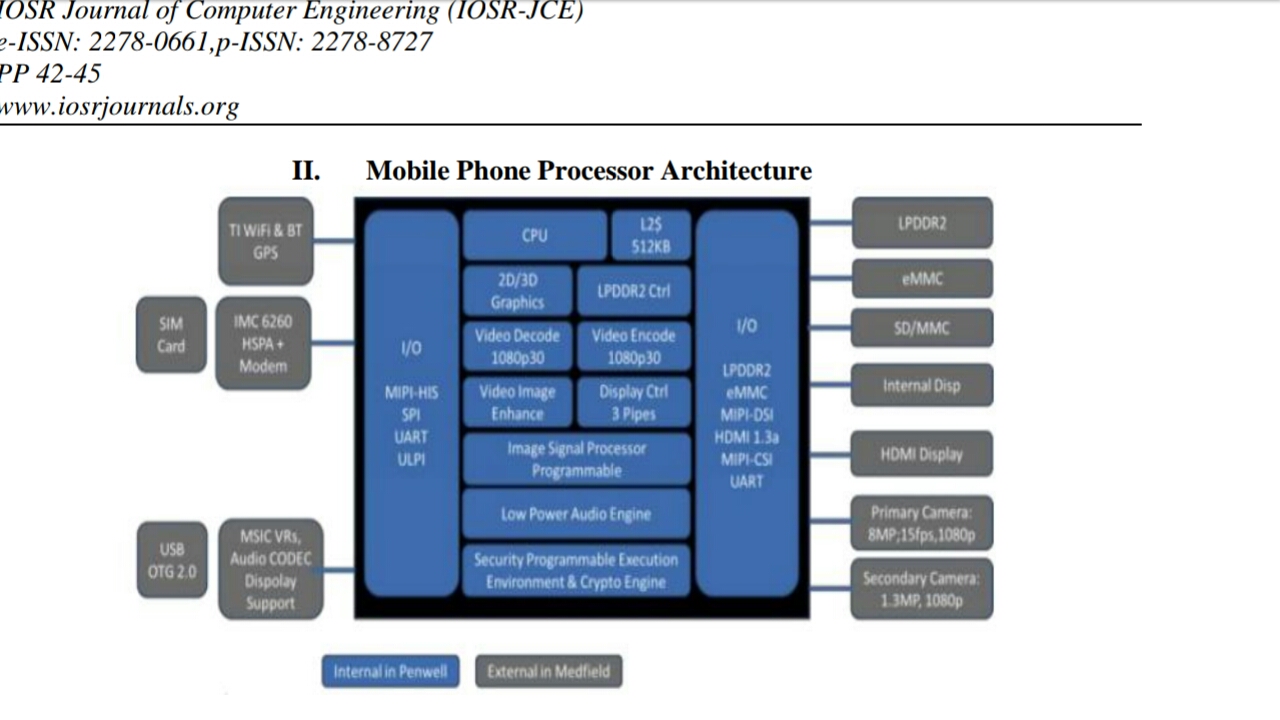 IOSR Journal of Computer Engineering (IOSR-JCE)
e-ISSN: 2278-0661,p-ISSN: 2278-8727
PP 42-45
www.iosrjournals.org
II. Mobile Phone Processor Architecture
TI WiFi & BT
GPS
SIM
Card
IMC 6260
HSPA +
Modem
USB
OTG 2.0
MSIC VRs,
Audio CODEC
Dispolay
Support
I/O
MIPI-HIS
SPI
UART
ULPI
CPU
L2$
512KB
2D/3D
Graphics
LPDDR2 Ctrl
Video Decode
1080p30
Video Encode
1080p30
Video Image
Enhance
Display Ctrl
3 Pipes
Image Signal Processor
Programmable
Low Power Audio Engine
Security Programmable Execution
Environment & Crypto Engine
I/O
LPDDR2
eMMC
MIPI-DSI
HDMI 1.3a
MIPI-CSI
UART
LPDDR2
eMMC
SD/MMC
Internal Disp
HDMI Display
Primary Camera:
8MP;15fps,1080p
Secondary Camera:
1.3MP, 1080p
Internal in Penwell
External in Medfield